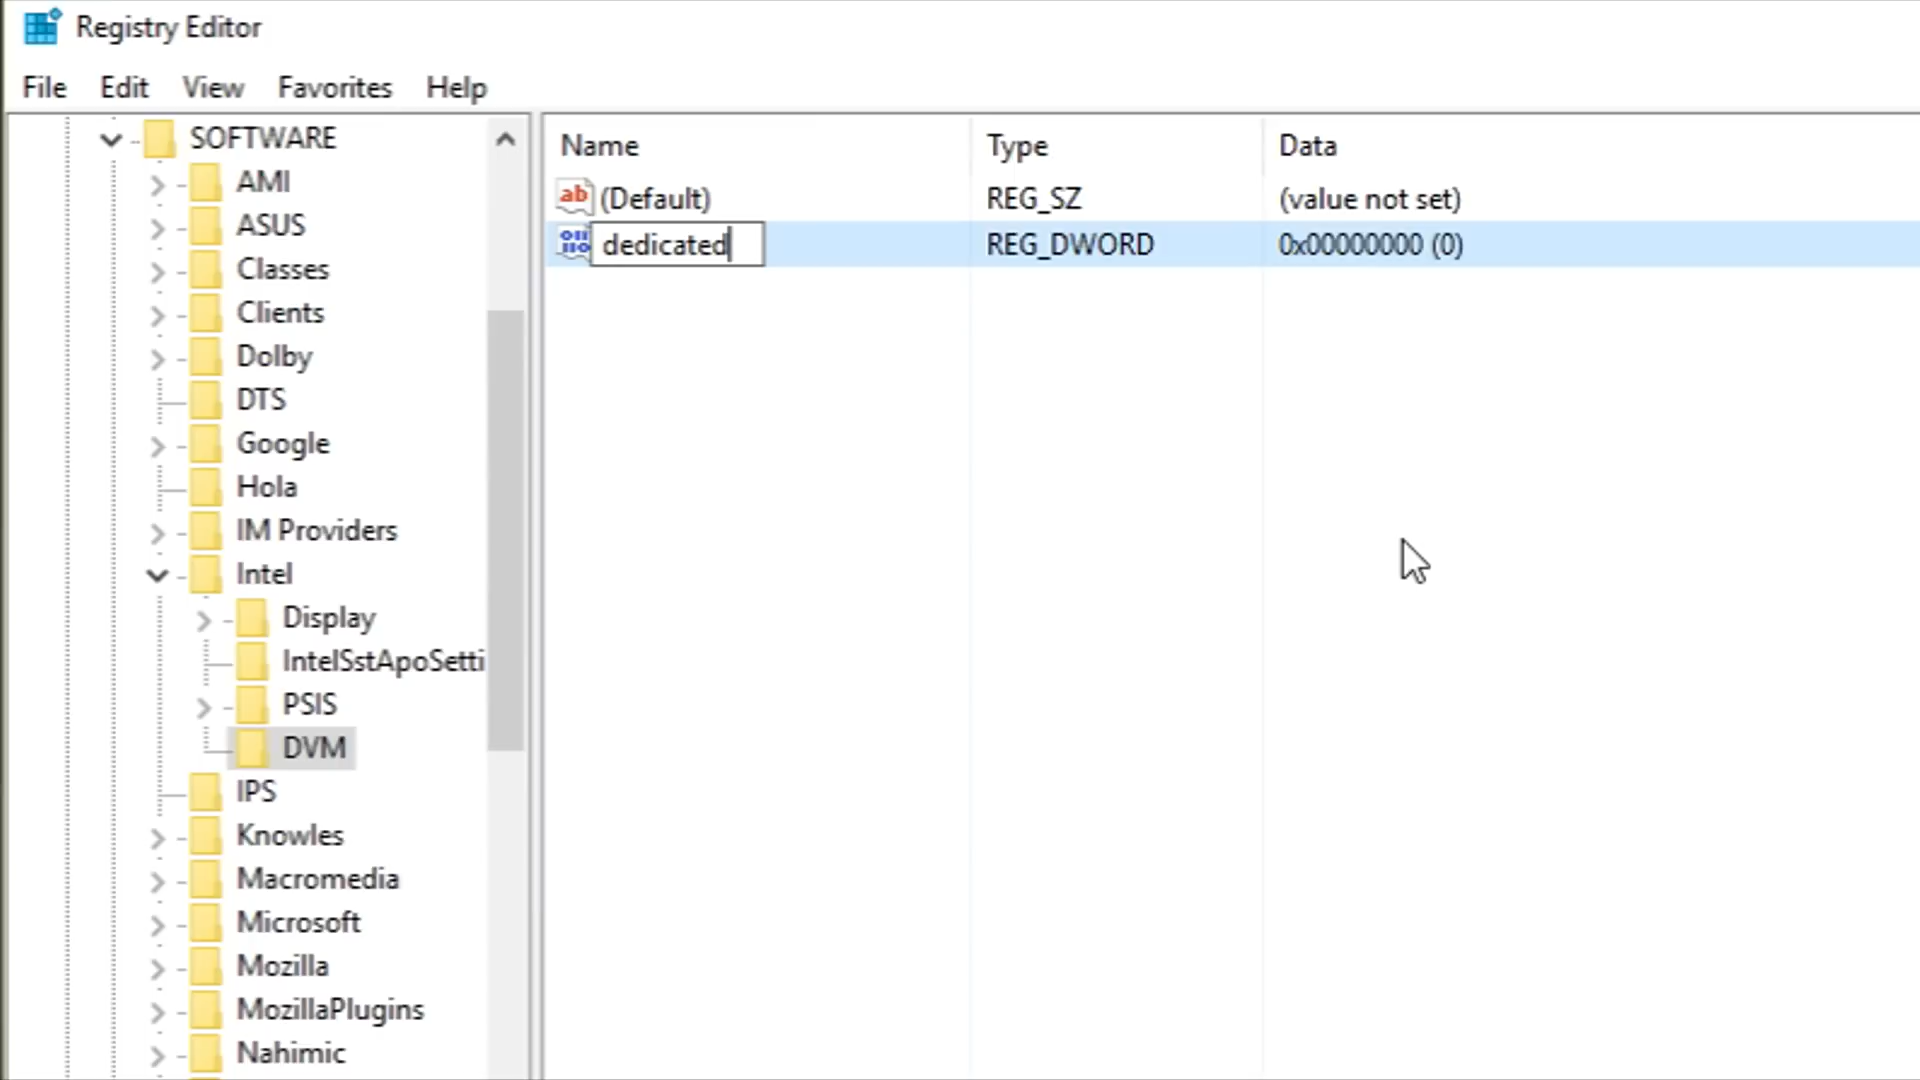 Registry Editor
File Edit View Favorites Help
SOFTWARE
AMI
ASUS
Classes
Clients
Dolby
DTS
Google
Hola
IM Providers
Intel
Display
IntelSstApoSetti
PSIS
DVM
IPS
Knowles
Macromedia
Microsoft
Mozilla
MozillaPlugins
Nahimic
Name Type Data
ab (Default) REG_SZ (value not set)
dedicated REG_DWORD 0x00000000 (0)